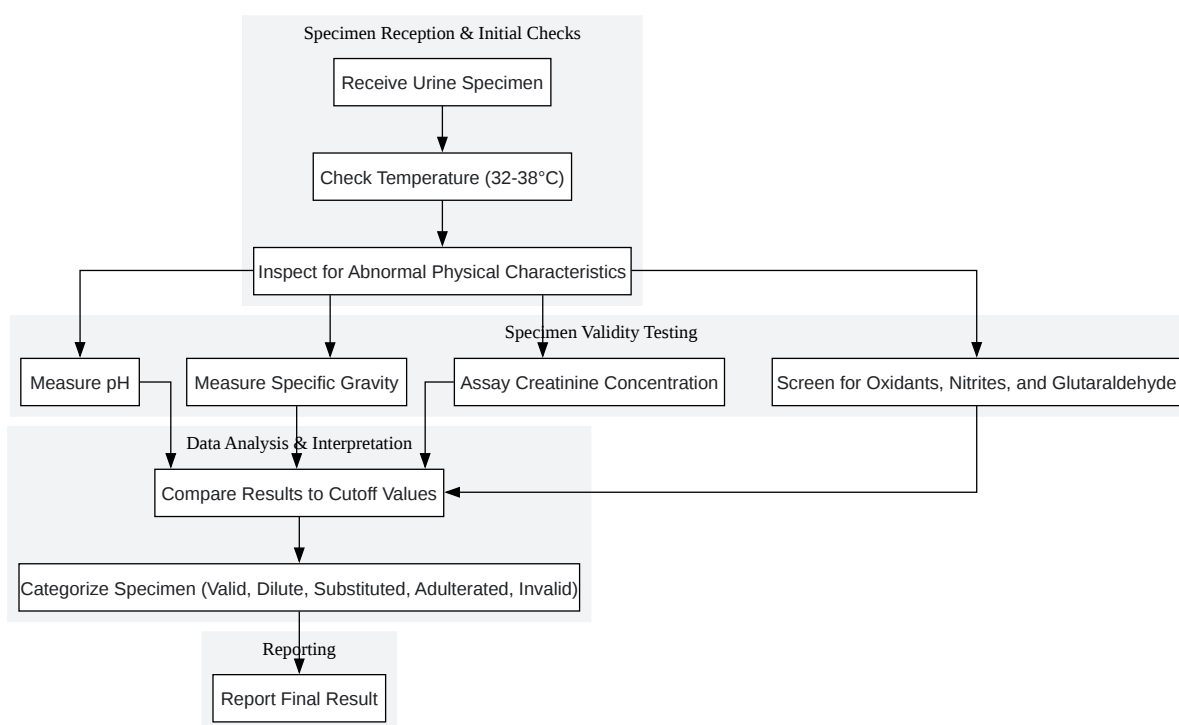 Specimen Reception & Initial Checks
Receive Urine Specimen
Check Temperature (32-38°C)
Inspect for Abnormal Physical Characteristics
Specimen Validity Testing
Measure pH
Measure Specific Gravity
Assay Creatinine Concentration
Screen for Oxidants, Nitrites, and Glutaraldehyde
Data Analysis & Interpretation
Compare Results to Cutoff Values
Categorize Specimen (Valid, Dilute, Substituted, Adulterated, Invalid)
Reporting
Report Final Result